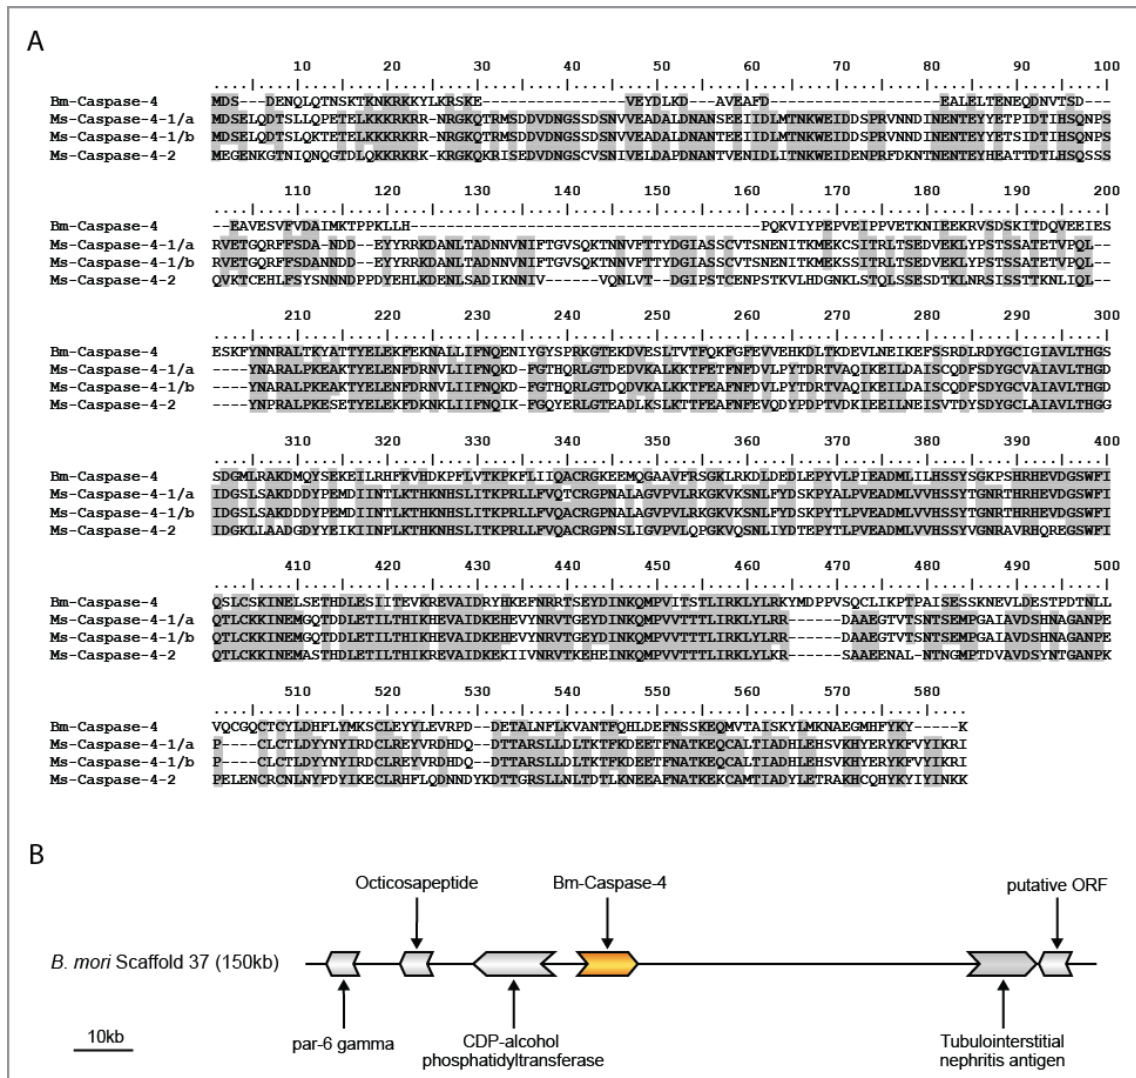 A
10 20 30 40 50 60 70 80 90 100
Bm-Caspase-4 MDS---DENQLQTNSKTKNKRKKYLKRSKE----------------VEYDLKD--AVEAFD-------------------EALELTENEQDNVTSD---
Ms-Caspase-4-1/a MDSELQDTSLLQPETELKKKRKRR-NRGKQTRMSDDVDNGSSDSNVVEADALDNANSEEIIDLMTNKWEIDDSPRVNNDINENTEYYETPIDTIHSQNPS
Ms-Caspase-4-1/b MDSELQDTSLQKTETELKKKRKRR-NRGKQTRMSDVDVDNGSSDSNVVEADALDNANSEEIIDLMTNKWEIDDSPRVNNDINENTEYYETPIDTIHSQNPS
Ms-Caspase-4-2 MEGENKGTNIQNQGTDLQKKRKRK-KRGKQKRISEDVDNGSCVSNIVELDAPDNANTVENIDLITNKWEIDENPRFDKNTNENTEYHEATTDTLHSQSSS
110 120 130 140 150 160 170 180 190 200
Bm-Caspase-4 --EAVESVFVDAIMKTPPKLLH---------------------------------------PQKVIYPEVEIPPVETKNIEEKRVSDSKITDQVEEIES
Ms-Caspase-4-1/a RVETGQRFFSDA-NDD--EYYRRKDANLTADNNVNIFTGVSQKTNNVFTTYDGIASSCVTSNENITKMEKCSITRLTSEDVEKLYPSTSSATETVPQL--
Ms-Caspase-4-1/b RVETGQRFFSDANNDD--EYYRRKDANLTADNNVNIFTGVSQKTNNVFTTYDGIASSCVTSNENITKMEKSSITRLTSEDVEKLYPSTSSATETVPQL--
Ms-Caspase-4-2 QVKTCEHLFSYSNNNDPPDYEHLKDENLSADIKNNIV------VQNLVT--DGIPSTCENPSTKVLHDGNKLSTQLSSESDTKLNRSISSTTKNLIQL--
210 220 230 240 250 260 270 280 290 300
Bm-Caspase-4 ESKFYNNRALTKYATTYELEKFEKNALLIFNQENIYGYSPRKGTEKDVESLTVTFQKFGFEVVEHKDLTKDEVLNEIKEFSSRDLRDYGCIGIAVLTHGS
Ms-Caspase-4-1/a ----YNARALPKEAKTYELENFDRNVLIIFNQKD-FGTHQRLGTDEDVKALKKTFETFNFDVLPYTDRTVAQIKEILDAISCQDFSDYGCVAIAVLTHGD
Ms-Caspase-4-1/b ----YNARALPKEAKTYELENFDRNVLIIFNQKD-FGTHQRLGTDQDVKALKKTFEAFNFDVLPYTDRTVAQIKEILDAISCQDFSDYGCVAIAVLTHGD
Ms-Caspase-4-2 ----YNPRALPKESETYELEKFDKNKLIIFNQIK-FGQYERLGTEADLKSLKTTFEAFNFEVQDYPDPTVDKIEEILNEISVTDYSDYGCLAIAVLTHGG
310 320 330 340 350 360 370 380 390 400
Bm-Caspase-4 SDGMLRAKDMQYSEKEILRHFKVHDKPFLVTKPKFLIIQACRGKEEMQGAAVFRSGKLRKDLDEDLEPYVLPIEADMLILHSSYSGKPSHRHEVDGSWFI
Ms-Caspase-4-1/a IDGSLSAKDDDYPEMDIINTLKTHKNHSLITKPRLLFVQTCRGPNALAGVPVLRKGKVKSNLFYDSKPYALPVEADMLVVHSSYTGNRTHRHEVDGSWFI
Ms-Caspase-4-1/b IDGSLSAKDDDYPEMDIINTLKTHKNHSLITKPRLLFVQACRGPNALAGVPVLRKGKVKSNLFYDSKPYTLPVEADMLVVHSSYTGNRTHRHEVDGSWFI
Ms-Caspase-4-2 IDGKLLAADGDYYEIKIINFLKTHKNHSLITKPRLLFVQACRGPNSLIGVPVLQPGKVQSNLIYDTEPYTLPVEADMLVVHSSYVGNRAVRHQREGSWFI
410 420 430 440 450 460 470 480 490 500
Bm-Caspase-4 QSLCSKINELSETHDLESIITEVKREVAIDRYHKEFNRRTSEYDINKQMPVITSTLIRKLYLRKYMDPPVSQCLIKPTPAISESSKNEVLDESTPDTNLL
Ms-Caspase-4-1/a QTLCKKINEMGQTDDLETILTHIKHEVAIDKEHEVYNRVTGEYDINKQMPVVTTTLIRKLYLRR------DAAEGTVTSNTSEMPGAIAVDSHNAGANPE
Ms-Caspase-4-1/b QTLCKKINEMGQTDDLETILTHIKHEVAIDKEHEVYNRVTGEYDINKQMPVVTTTLIRKLYLRR------DAAEGTVTSNTSEMPGAIAVDSHNAGANPE
Ms-Caspase-4-2 QTLCKKINEMASTHDLETILTHIKREVAIDKEKIIVNRVTKEHEINKQMPVVTTTLIRKLYLKR------SAAEENAL-NTNGMPTDVAVDSYNTGANPK
510 520 530 540 550 560 570 580
Bm-Caspase-4 VQCGQCTCYLDHFLYMKSCLEYYLEVRPD--DETALNFLKVANTFQHLDEFNSSKEQMVTAISKYLMKNAEGMHFYKY-----K
Ms-Caspase-4-1/a P----CLCTLDYYNYIRDCLREYVRDHDQ--DTTARSLLDLTKTFKDEETFNATKEQCALTIADHLEHSVKHYERYKFVYIKRI
Ms-Caspase-4-1/b P----CLCTLDYYNYIRDCLREYVRDHDQ--DTTARSLLDLTKTFKDEETFNATKEQCALTIADHLEHSVKHYERYKFVYIKRI
Ms-Caspase-4-2 PELENCRCNLNYFDYIKECLRHFLQDNNDYKDTTGRSLLNLTDTLKNEEAFNATKEKCAMTIADYLETRAKHCQHYKYIYINKK
B
Octicosapeptide Bm-Caspase-4 putative ORF
B. mori Scaffold 37 (150kb)
10kb
par-6 gamma CDP-alcohol phosphatidyltransferase Tubulointerstitial nephritis antigen